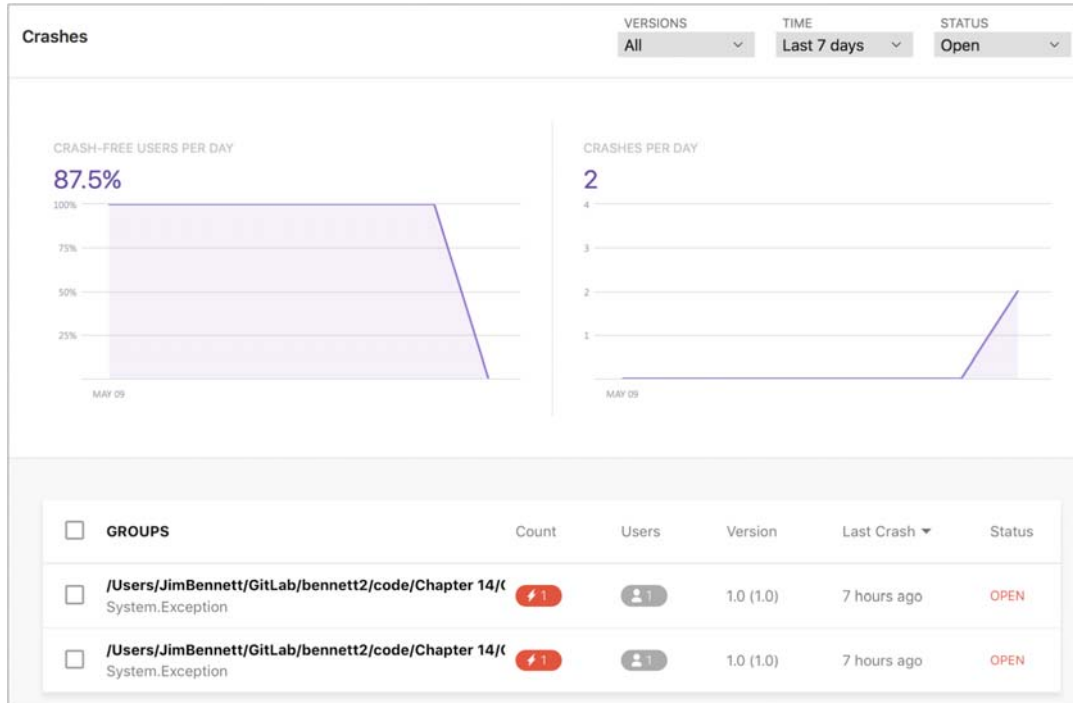 Crashes
VERSIONS
All
TIME
Last 7 days
STATUS
Open
CRASH-FREE USERS PER DAY
87.5%
100%
75%
50%
25%
MAY 09
CRASHES PER DAY
2
4
3
2
1
MAY 09
GROUPS Count Users Version Last Crash Status
/Users/JimBennett/GitLab/bennett2/code/Chapter 14/( 1 1 1.0 (1.0) 7 hours ago OPEN
System.Exception
/Users/JimBennett/GitLab/bennett2/code/Chapter 14/( 1 1 1.0 (1.0) 7 hours ago OPEN
System.Exception